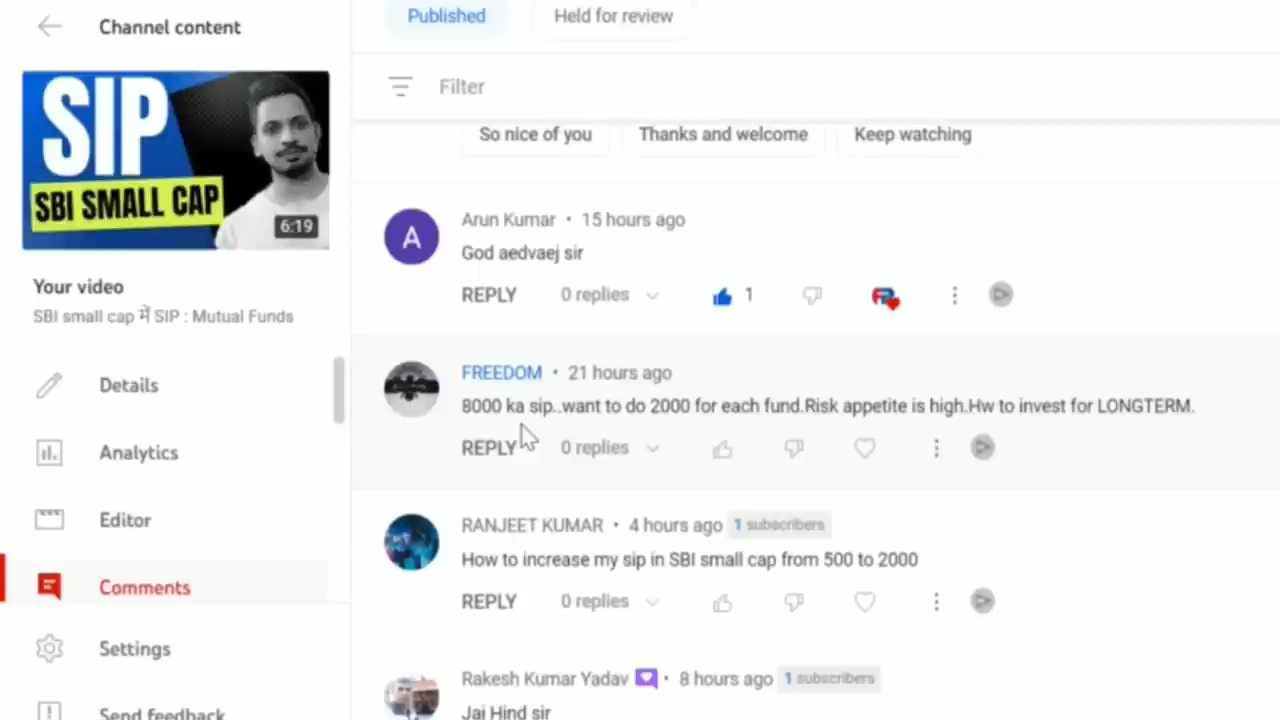 Channel content
SIP
SBI SMALL CAP
6:19
Your video
SBI small cap में SIP : Mutual Funds
Details
Analytics
Editor
Comments
Settings
Send feedback
Published
Held for review
Filter
So nice of you
Thanks and welcome
Keep watching
A
Arun Kumar • 15 hours ago
God aedvaej sir
REPLY 0 replies 1
FREEDOM • 21 hours ago
8000 ka sip..want to do 2000 for each fund.Risk appetite is high.Hw to invest for LONGTERM.
REPLY 0 replies
RANJEET KUMAR • 4 hours ago 1 subscribers
How to increase my sip in SBI small cap from 500 to 2000
REPLY 0 replies
Rakesh Kumar Yadav • 8 hours ago 1 subscribers
Jai Hind sir